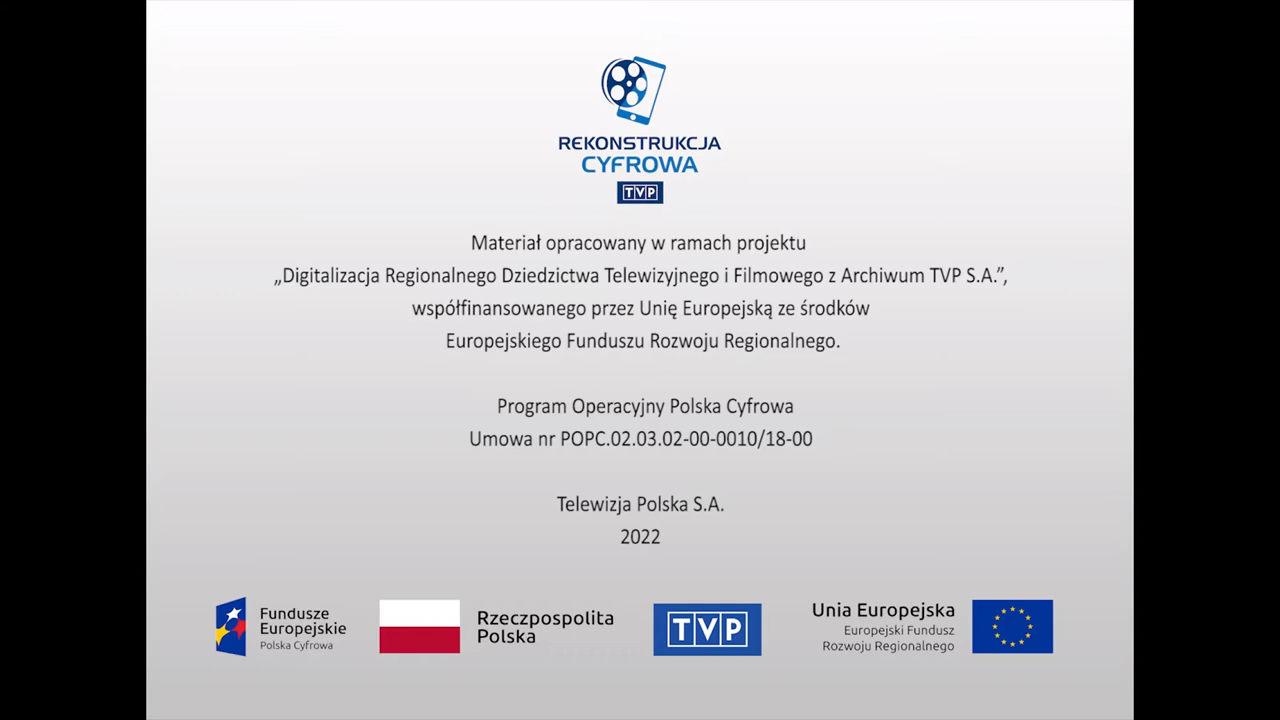 REKONSTRUKCJA
CYFROWA
TVP
Materiał opracowany w ramach projektu
„Digitalizacja Regionalnego Dziedzictwa Telewizyjnego i Filmowego z Archiwum TVP S.A.”,
współfinansowanego przez Unię Europejską ze środków
Europejskiego Funduszu Rozwoju Regionalnego.
Program Operacyjny Polska Cyfrowa
Umowa nr POPC.02.03.02-00-0010/18-00
Telewizja Polska S.A.
2022
Fundusze
Europejskie
Polska Cyfrowa
Rzeczpospolita
Polska
TVP
Unia Europejska
Europejski Fundusz
Rozwoju Regionalnego